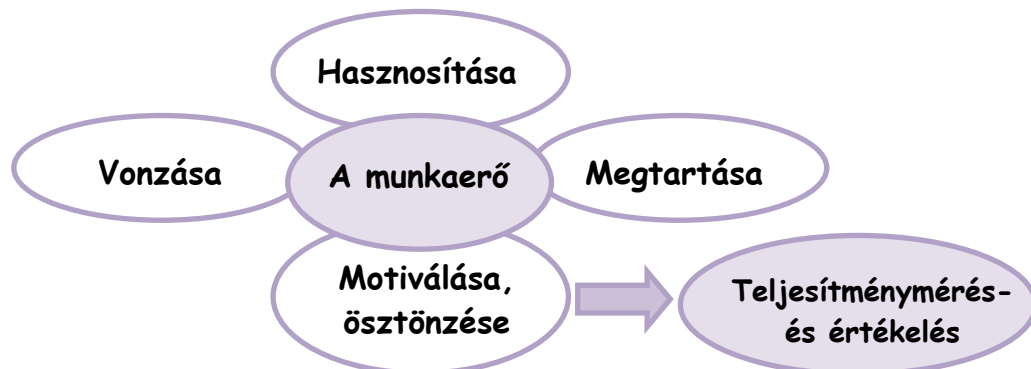 Hasznosítása
Vonzása
A munkaerő
Megtartása
Motiválása,
ösztönzése
Teljesítménymérés-
és értékelés